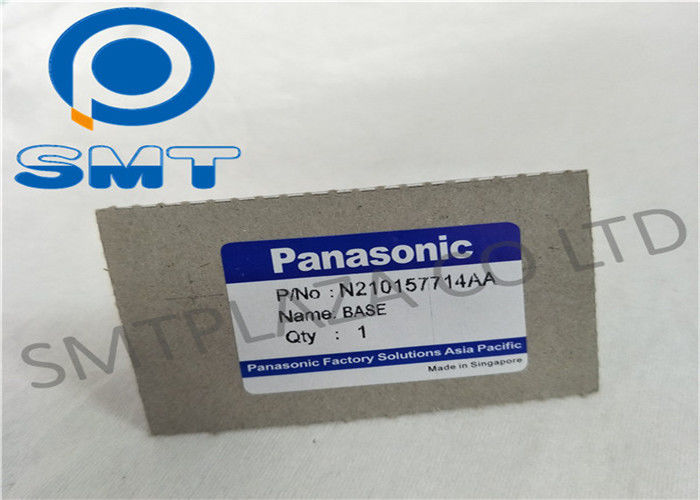 SMT
Panasonic
P/No : N210157714AA
Name. BASE
Qty : 1
Panasonic Factory Solutions Asia Pacific
Made in Singapore
SMTPLAZA CO LTD